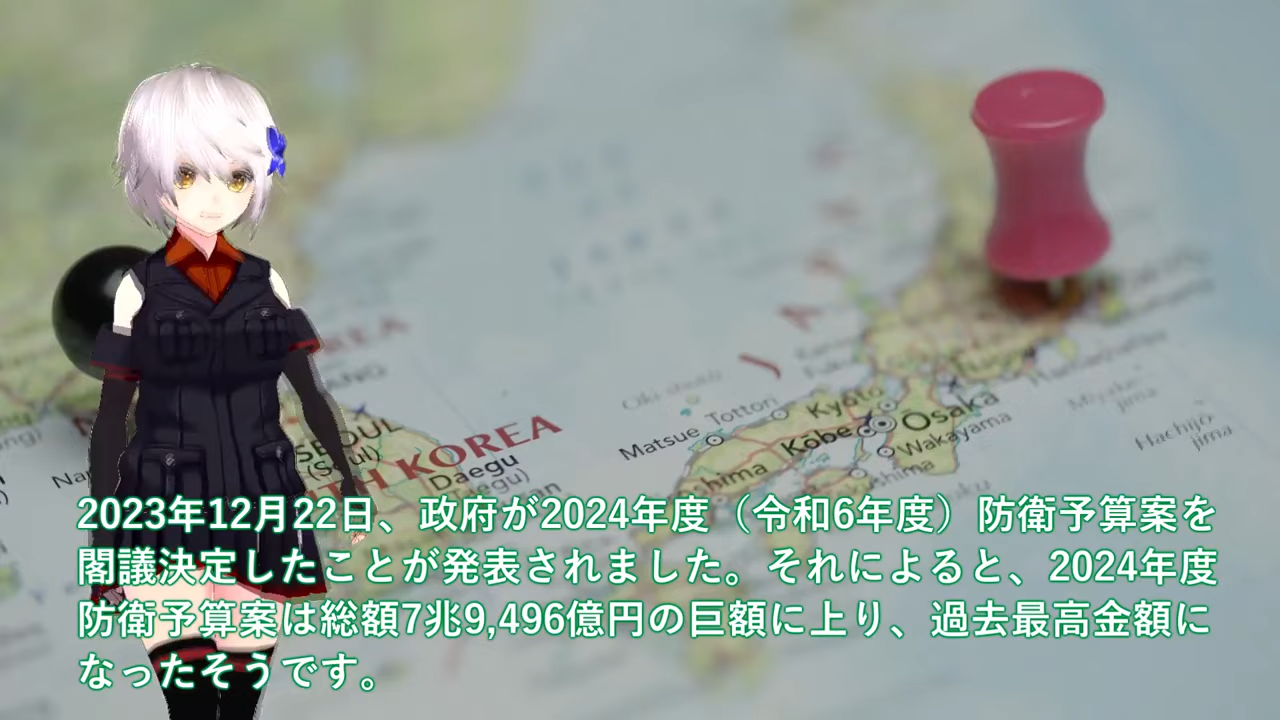 SEOUL
(Seoul)
TH KOREA
Daegu
Matsue
Tottori
Kyoto
Kobe
Osaka
Wakayama
hima
Hachijo-
jima
2023年12月22日、政府が2024年度（令和6年度）防衛予算案を
閣議決定したことが発表されました。それによると、2024年度
防衛予算案は総額7兆9,496億円の巨額に上り、過去最高金額に
なったそうです。